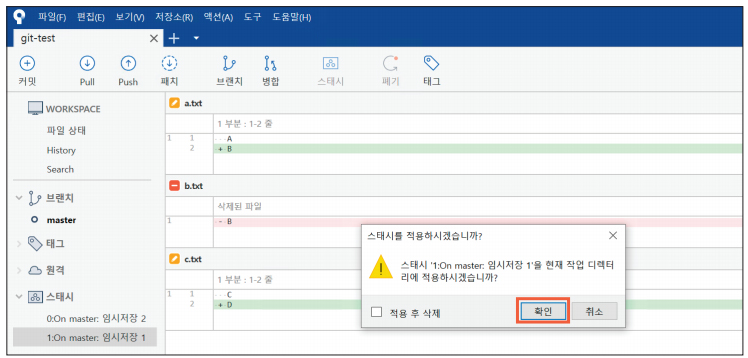 파일(F) 편집(E) 보기(V) 저장소(R) 액션(A) 도구 도움말(H)
git-test
커밋 Pull Push 패치 브랜치 병합 스태시 폐기 태그
WORKSPACE
파일 상태
History
Search
브랜치
master
태그
원격
스태시
0:On master: 임시저장 2
1:On master: 임시저장 1
a.txt
1 부분 : 1-2 줄
1 1 A
2 + B
b.txt
삭제된 파일
1 - B
c.txt
1 부분 : 1-2 줄
1 1 C
2 + D
스태시를 적용하시겠습니까?
스태시 '1:On master: 임시저장 1'을 현재 작업 디렉터
리에 적용하시겠습니까?
적용 후 삭제
확인 취소